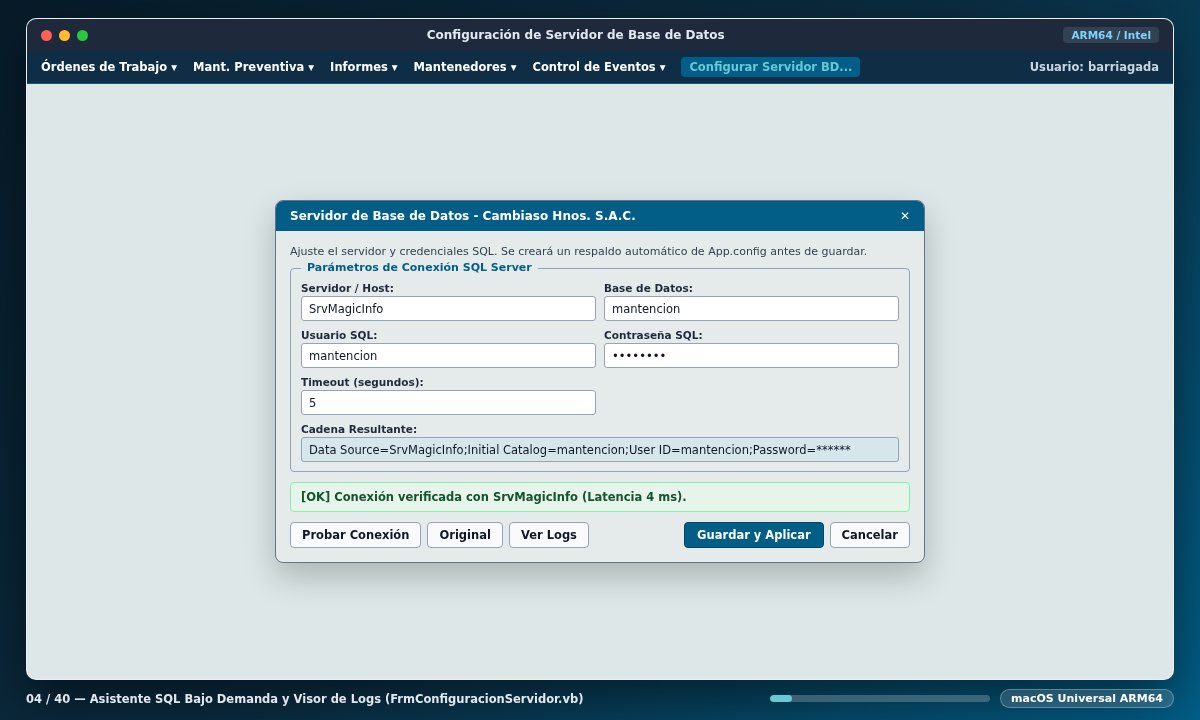 Configuración de Servidor de Base de Datos
ARM64 / Intel
Órdenes de Trabajo ▾ Mant. Preventiva ▾ Informes ▾ Mantenedores ▾ Control de Eventos ▾ Configurar Servidor BD... Usuario: barriagada
Servidor de Base de Datos - Cambiaso Hnos. S.A.C. ✕
Ajuste el servidor y credenciales SQL. Se creará un respaldo automático de App.config antes de guardar.
Parámetros de Conexión SQL Server
Servidor / Host: Base de Datos:
SrvMagicInfo mantencion
Usuario SQL: Contraseña SQL:
mantencion ••••••••
Timeout (segundos):
5
Cadena Resultante:
Data Source=SrvMagicInfo;Initial Catalog=mantencion;User ID=mantencion;Password=******
[OK] Conexión verificada con SrvMagicInfo (Latencia 4 ms).
Probar Conexión Original Ver Logs Guardar y Aplicar Cancelar
04 / 40 — Asistente SQL Bajo Demanda y Visor de Logs (FrmConfiguracionServidor.vb) macOS Universal ARM64